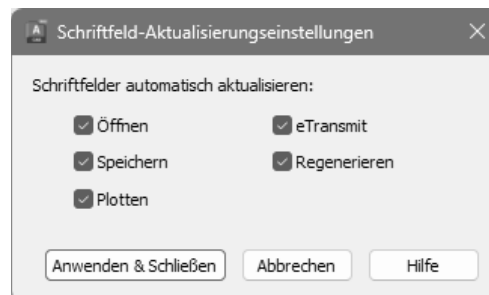 Schriftfeld-Aktualisierungseinstellungen
Schriftfelder automatisch aktualisieren:
Öffnen eTransmit
Speichern Regenerieren
Plotten
Anwenden & Schließen Abbrechen Hilfe